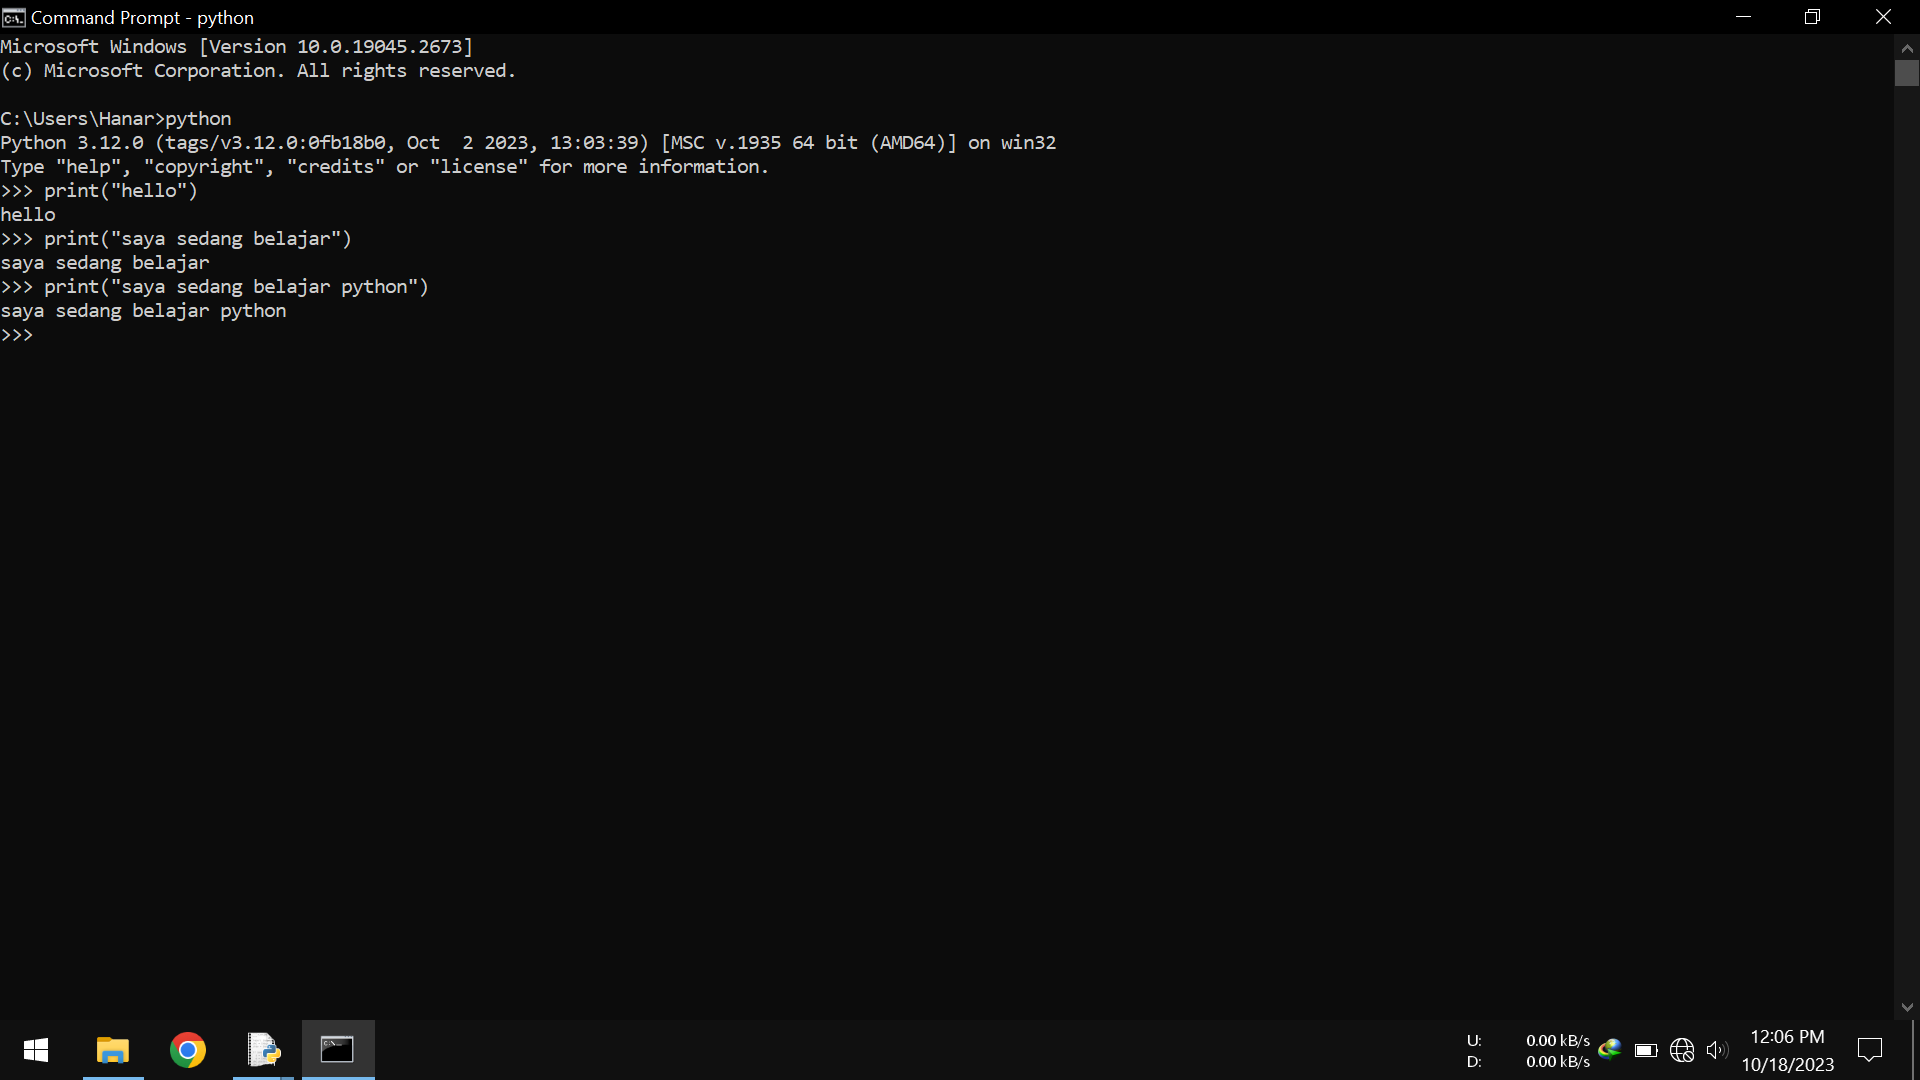 Command Prompt - python
Microsoft Windows [Version 10.0.19045.2673]
(c) Microsoft Corporation. All rights reserved.
C:\Users\Hanar>python
Python 3.12.0 (tags/v3.12.0:0fb18b0, Oct  2 2023, 13:03:39) [MSC v.1935 64 bit (AMD64)] on win32
Type "help", "copyright", "credits" or "license" for more information.
>>> print("hello")
hello
>>> print("saya sedang belajar")
saya sedang belajar
>>> print("saya sedang belajar python")
saya sedang belajar python
>>>
U: 0.00 kB/s
D: 0.00 kB/s
12:06 PM
10/18/2023